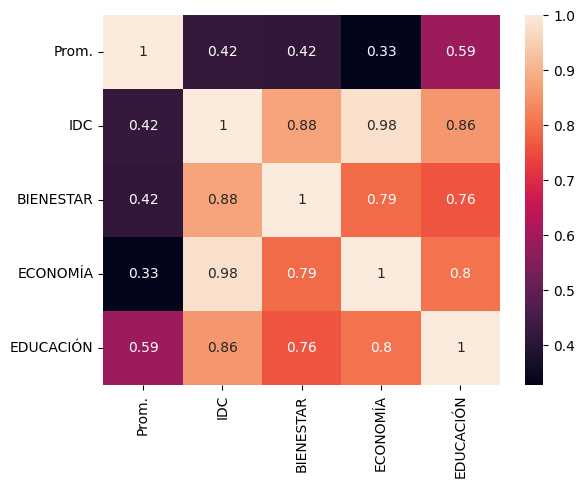 Prom. 1 0.42 0.42 0.33 0.59
IDC 0.42 1 0.88 0.98 0.86
BIENESTAR 0.42 0.88 1 0.79 0.76
ECONOMÍA 0.33 0.98 0.79 1 0.8
EDUCACIÓN 0.59 0.86 0.76 0.8 1
Prom. IDC BIENESTAR ECONOMÍA EDUCACIÓN
1.0
0.9
0.8
0.7
0.6
0.5
0.4